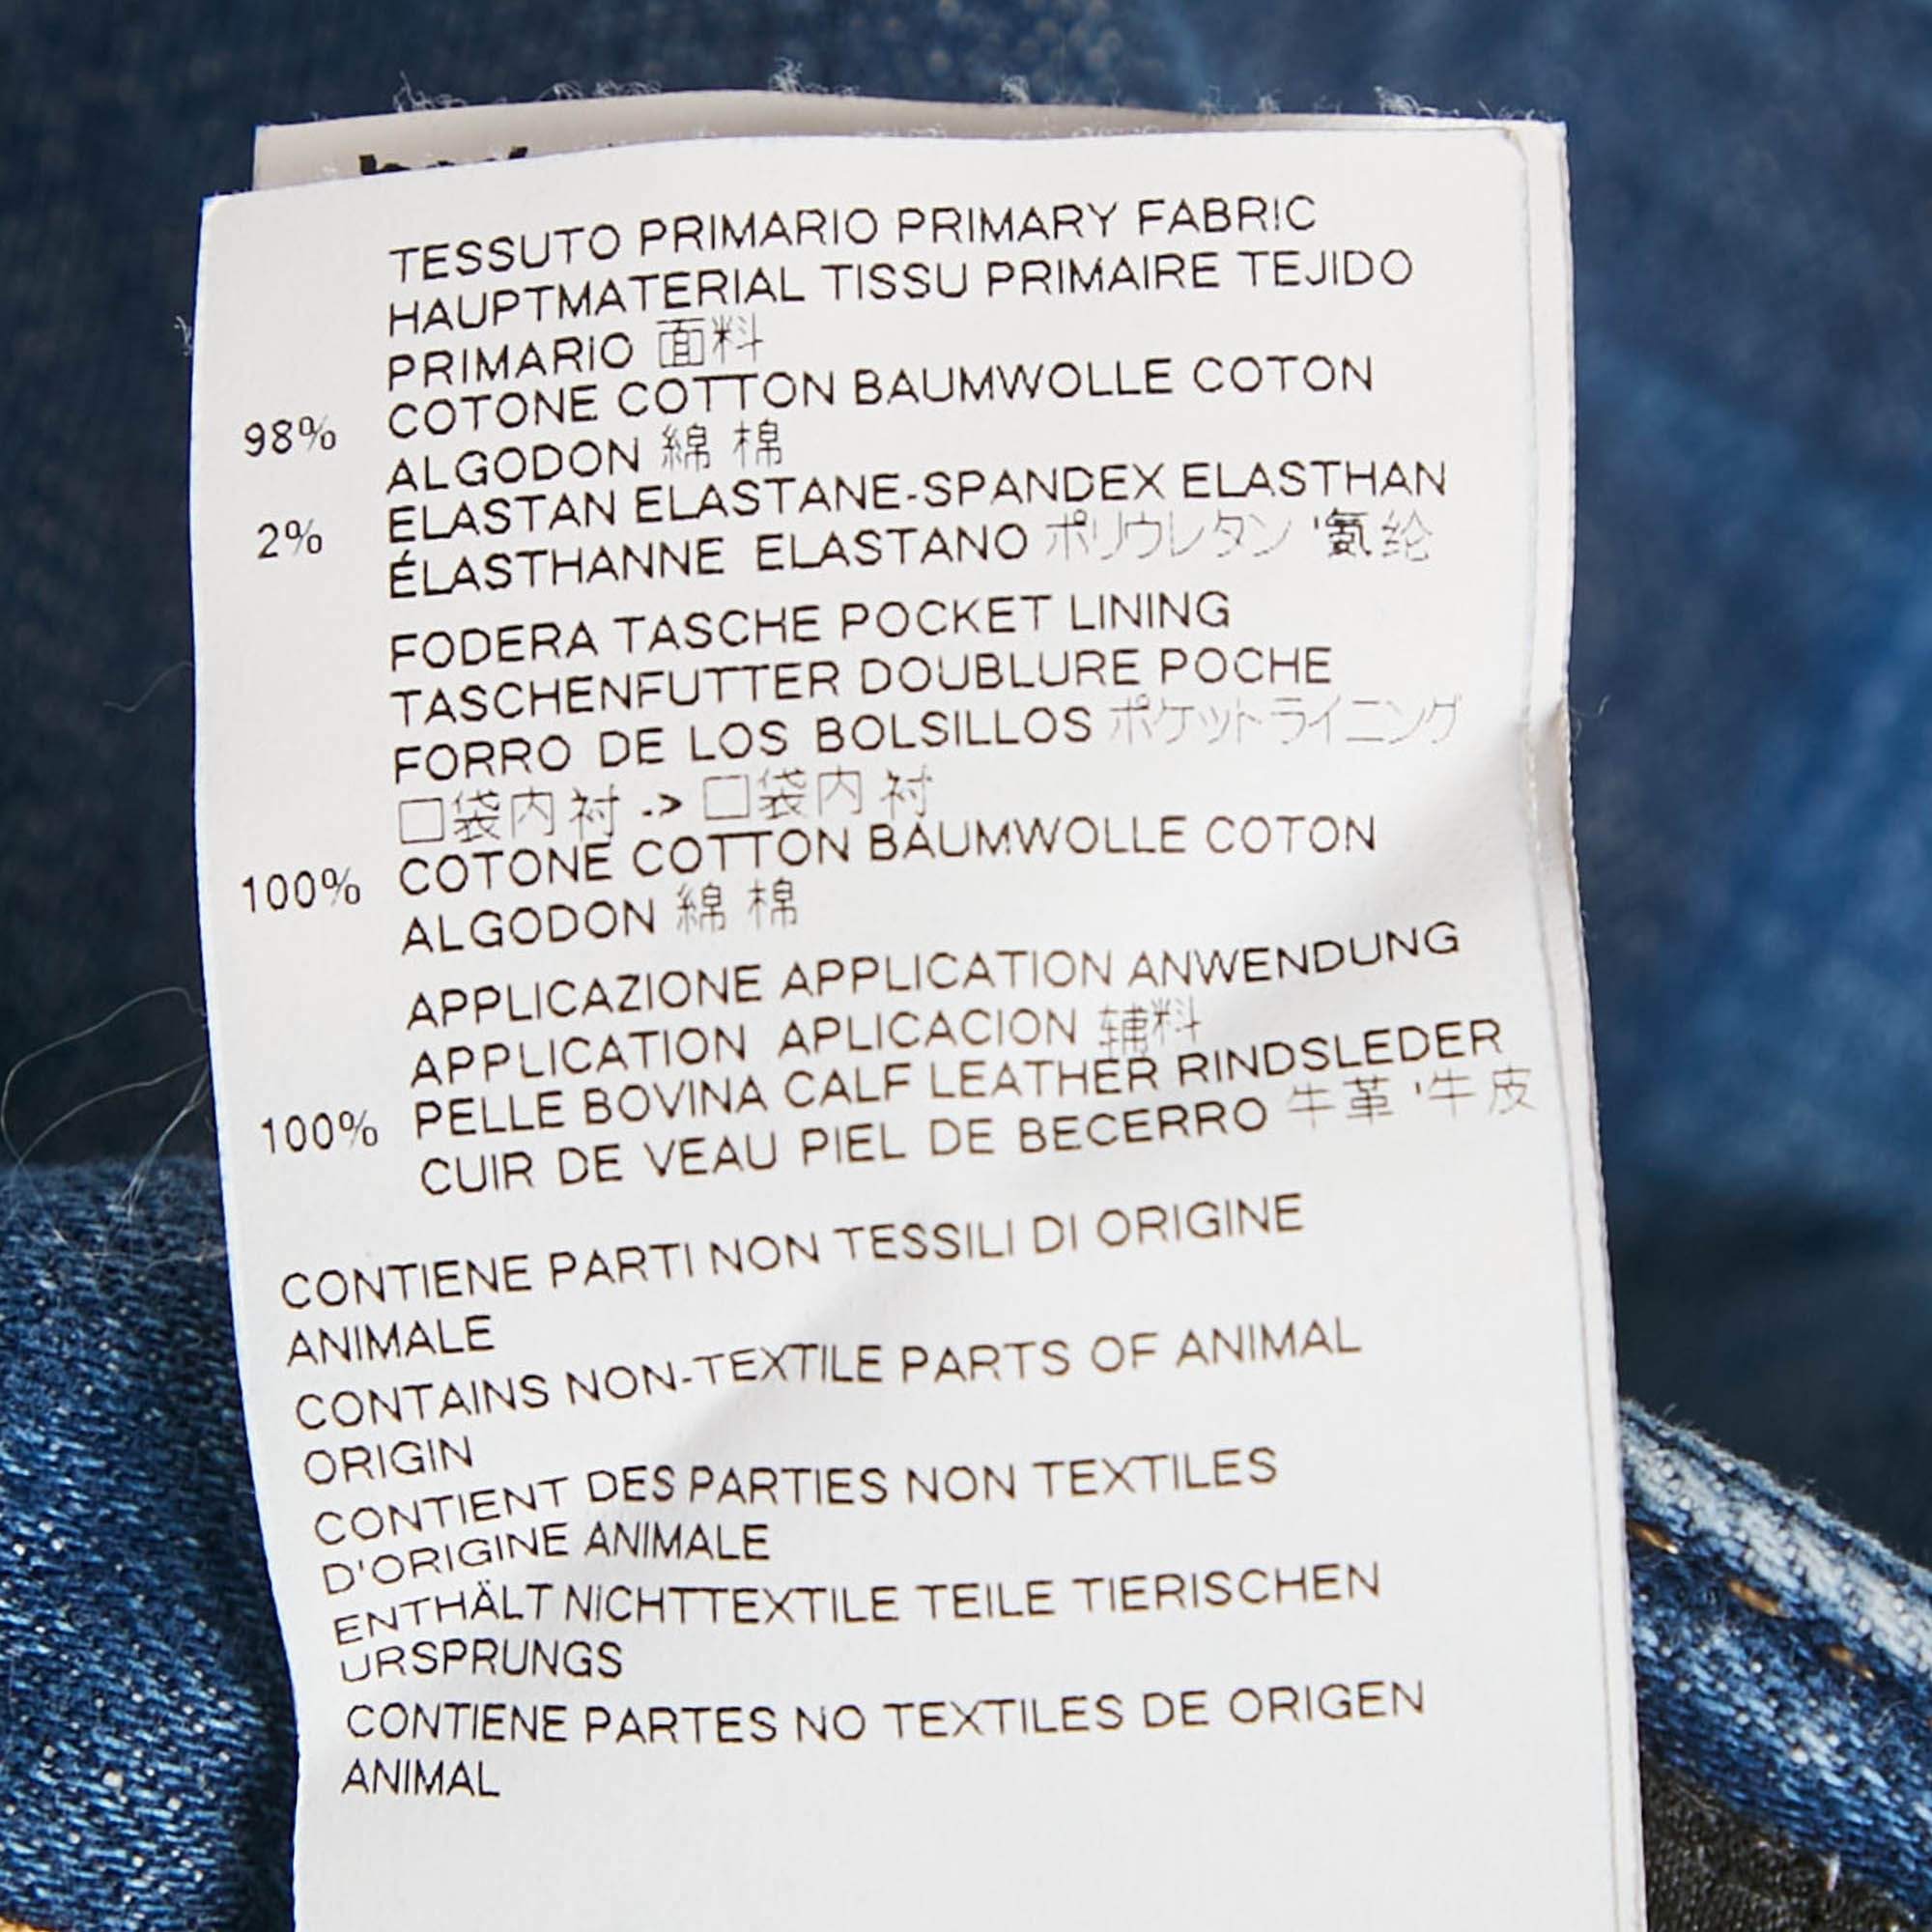 TESSUTO PRIMARIO PRIMARY FABRIC
HAUPTMATERIAL TISSU PRIMAIRE TEJIDO
PRIMARIO 面料
98% COTONE COTTON BAUMWOLLE COTON
ALGODON 綿 棉
2% ELASTAN ELASTANE-SPANDEX ELASTHAN
ÉLASTHANNE ELASTANO ポリウレタン '氨纶
FODERA TASCHE POCKET LINING
TASCHENFUTTER DOUBLURE POCHE
FORRO DE LOS BOLSILLOS ポケットライニング
口袋内衬 -> 口袋内衬
100% COTONE COTTON BAUMWOLLE COTON
ALGODON 綿 棉
APPLICAZIONE APPLICATION ANWENDUNG
APPLICATION APLICACION 辅料
100% PELLE BOVINA CALF LEATHER RINDSLEDER
CUIR DE VEAU PIEL DE BECERRO 牛革 '牛皮
CONTIENE PARTI NON TESSILI DI ORIGINE
ANIMALE
CONTAINS NON-TEXTILE PARTS OF ANIMAL
ORIGIN
CONTIENT DES PARTIES NON TEXTILES
D'ORIGINE ANIMALE
ENTHÄLT NICHTTEXTILE TEILE TIERISCHEN
URSPRUNGS
CONTIENE PARTES NO TEXTILES DE ORIGEN
ANIMAL